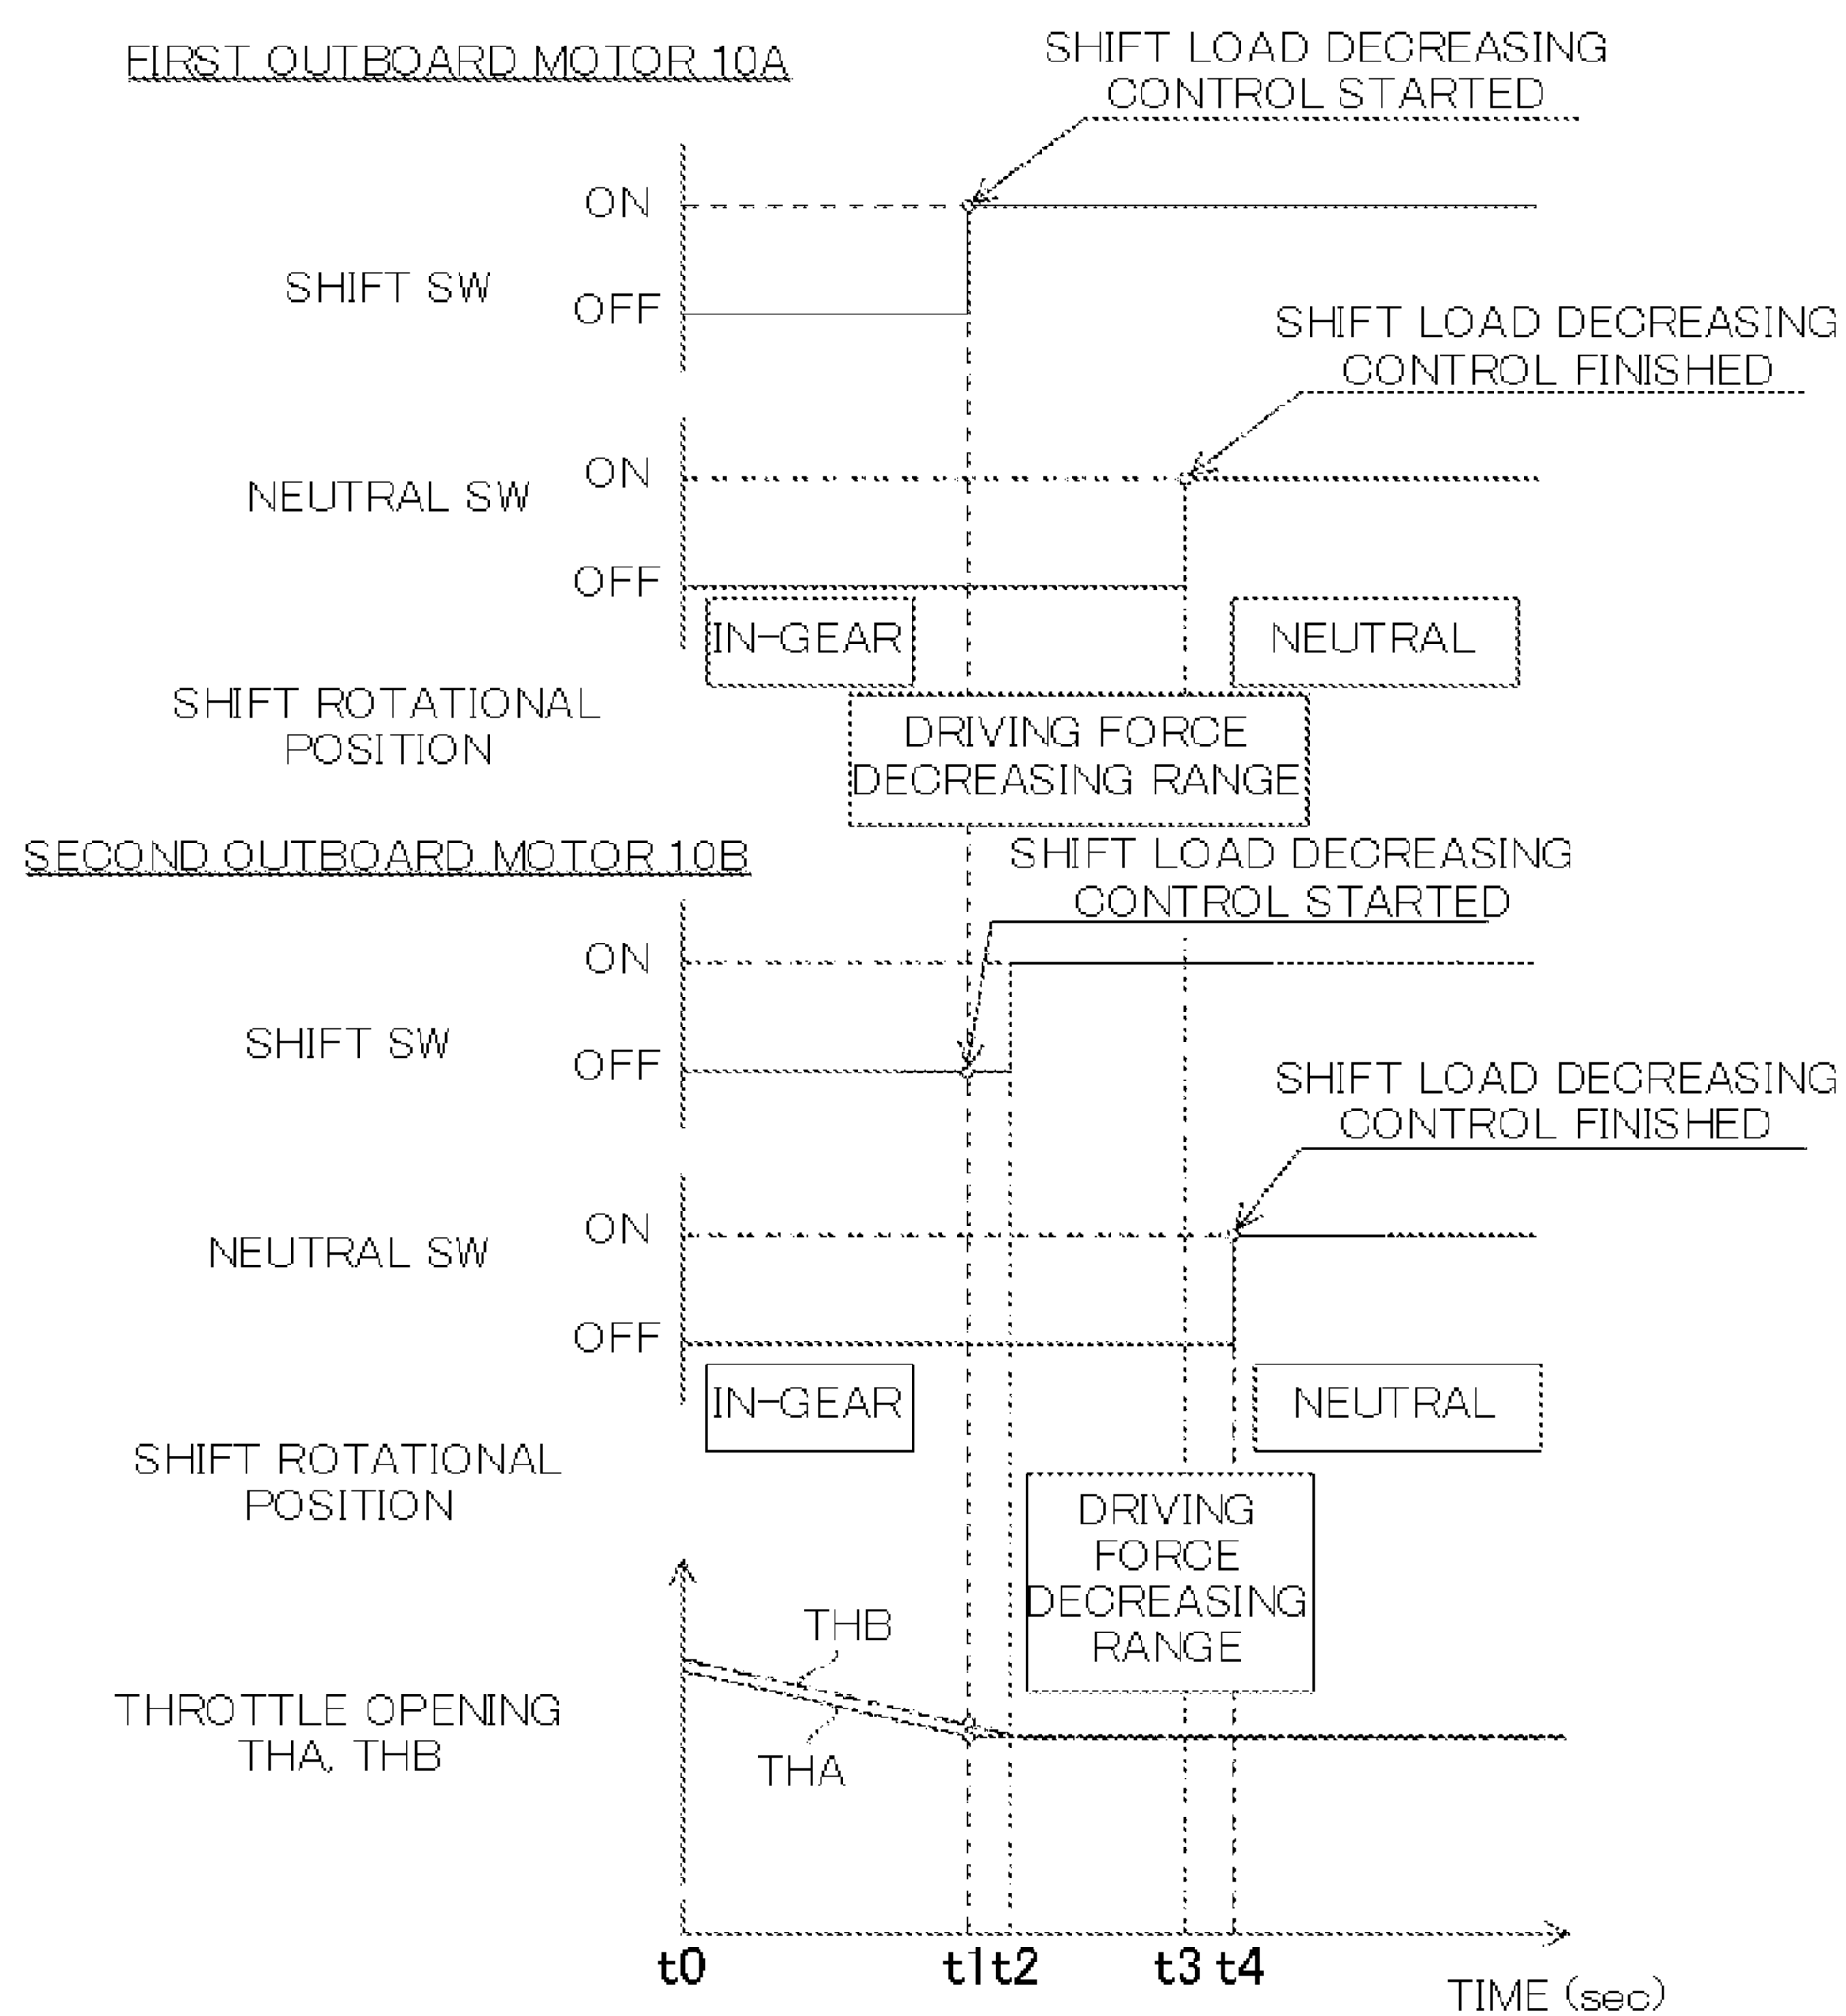 FIRST OUTBOARD MOTOR 10A
SHIFT LOAD DECREASING
CONTROL STARTED
ON
SHIFT SW
OFF
SHIFT LOAD DECREASING
CONTROL FINISHED
ON
NEUTRAL SW
OFF
IN-GEAR
NEUTRAL
SHIFT ROTATIONAL
POSITION
DRIVING FORCE
DECREASING RANGE
SECOND OUTBOARD MOTOR 10B
SHIFT LOAD DECREASING
CONTROL STARTED
ON
SHIFT SW
OFF
SHIFT LOAD DECREASING
CONTROL FINISHED
ON
NEUTRAL SW
OFF
IN-GEAR
NEUTRAL
SHIFT ROTATIONAL
POSITION
DRIVING
FORCE
DECREASING
RANGE
THB
THROTTLE OPENING
THA, THB
THA
t0
t1
t2
t3
t4
TIME (sec)